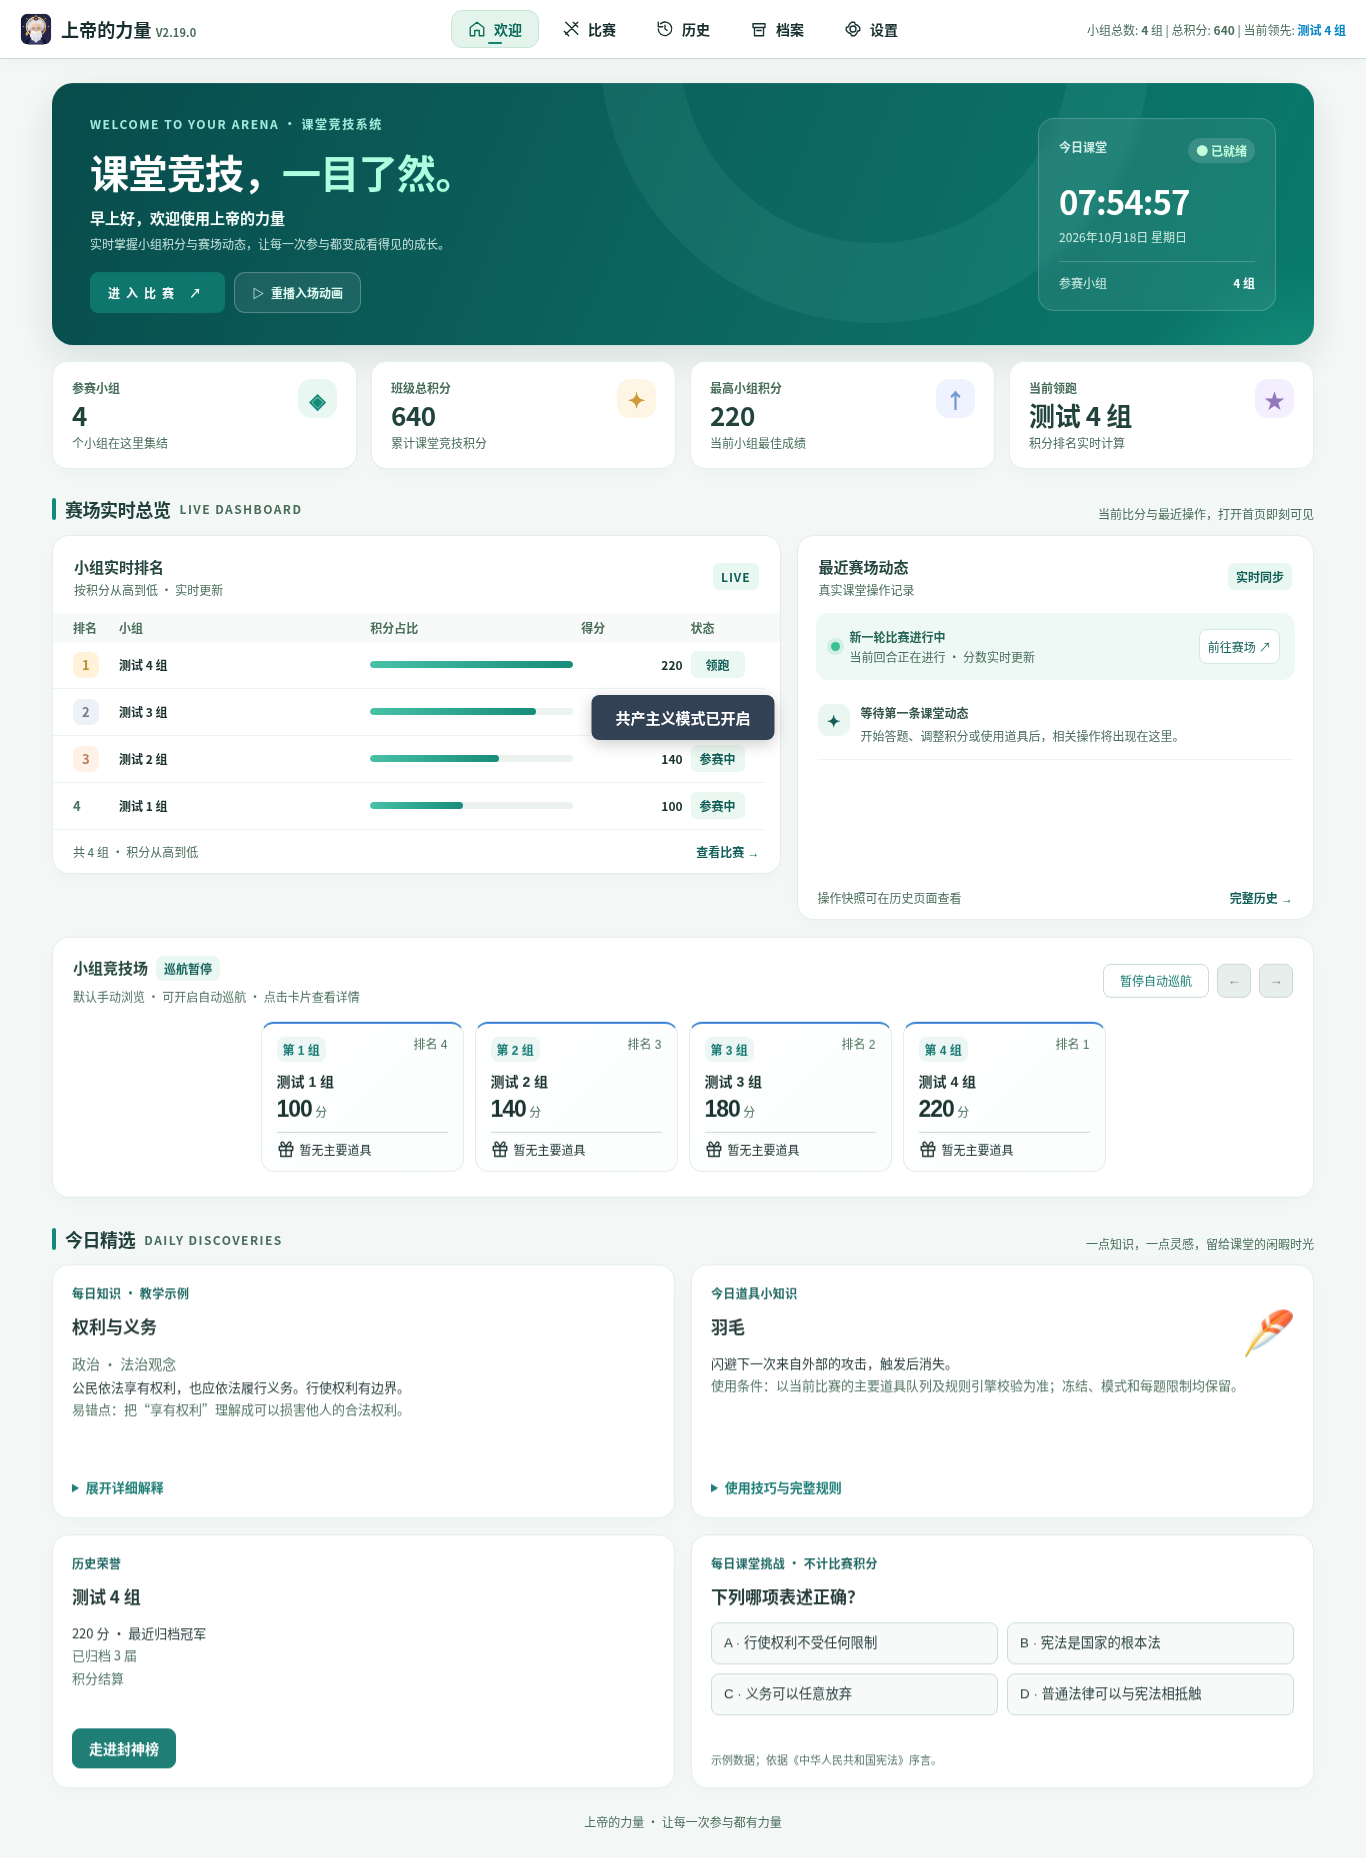 上帝的力量 V2.19.0
欢迎
比赛
历史
档案
设置
小组总数: 4 组 | 总积分: 640 | 当前领先: 测试 4 组
WELCOME TO YOUR ARENA · 课堂竞技系统
课堂竞技，一目了然。
早上好，欢迎使用上帝的力量
实时掌握小组积分与赛场动态，让每一次参与都变成看得见的成长。
进入比赛 ↗
▷ 重播入场动画
今日课堂
已就绪
07:54:57
2026年10月18日 星期日
参赛小组 4 组
参赛小组
4
个小组在这里集结
班级总积分
640
累计课堂竞技积分
最高小组积分
220
当前小组最佳成绩
当前领跑
测试 4 组
积分排名实时计算
赛场实时总览 LIVE DASHBOARD
当前比分与最近操作，打开首页即刻可见
小组实时排名
按积分从高到低 · 实时更新
LIVE
排名 小组 积分占比 得分 状态
1 测试 4 组 220 领跑
2 测试 3 组
共产主义模式已开启
3 测试 2 组 140 参赛中
4 测试 1 组 100 参赛中
共 4 组 · 积分从高到低
查看比赛 →
最近赛场动态
真实课堂操作记录
实时同步
新一轮比赛进行中
当前回合正在进行 · 分数实时更新
前往赛场 ↗
等待第一条课堂动态
开始答题、调整积分或使用道具后，相关操作将出现在这里。
操作快照可在历史页面查看
完整历史 →
小组竞技场 巡航暂停
默认手动浏览 · 可开启自动巡航 · 点击卡片查看详情
暂停自动巡航
←
→
第 1 组 排名 4
测试 1 组
100 分
暂无主要道具
第 2 组 排名 3
测试 2 组
140 分
暂无主要道具
第 3 组 排名 2
测试 3 组
180 分
暂无主要道具
第 4 组 排名 1
测试 4 组
220 分
暂无主要道具
今日精选 DAILY DISCOVERIES
一点知识，一点灵感，留给课堂的闲暇时光
每日知识 · 教学示例
权利与义务
政治 · 法治观念
公民依法享有权利，也应依法履行义务。行使权利有边界。
易错点：把“享有权利”理解成可以损害他人的合法权利。
展开详细解释
今日道具小知识
羽毛
闪避下一次来自外部的攻击，触发后消失。
使用条件：以当前比赛的主要道具队列及规则引擎校验为准；冻结、模式和每题限制均保留。
使用技巧与完整规则
历史荣誉
测试 4 组
220 分 · 最近归档冠军
已归档 3 届
积分结算
走进封神榜
每日课堂挑战 · 不计比赛积分
下列哪项表述正确？
A · 行使权利不受任何限制
B · 宪法是国家的根本法
C · 义务可以任意放弃
D · 普通法律可以与宪法相抵触
示例数据；依据《中华人民共和国宪法》序言。
上帝的力量 · 让每一次参与都有力量